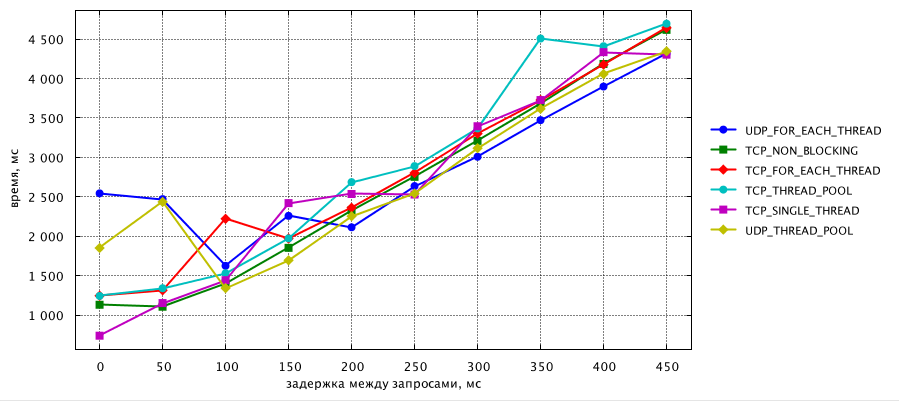 4 500
4 000
3 500
3 000
2 500
2 000
1 500
1 000
время, мс
0 50 100 150 200 250 300 350 400 450
задержка между запросами, мс
UDP_FOR_EACH_THREAD
TCP_NON_BLOCKING
TCP_FOR_EACH_THREAD
TCP_THREAD_POOL
TCP_SINGLE_THREAD
UDP_THREAD_POOL